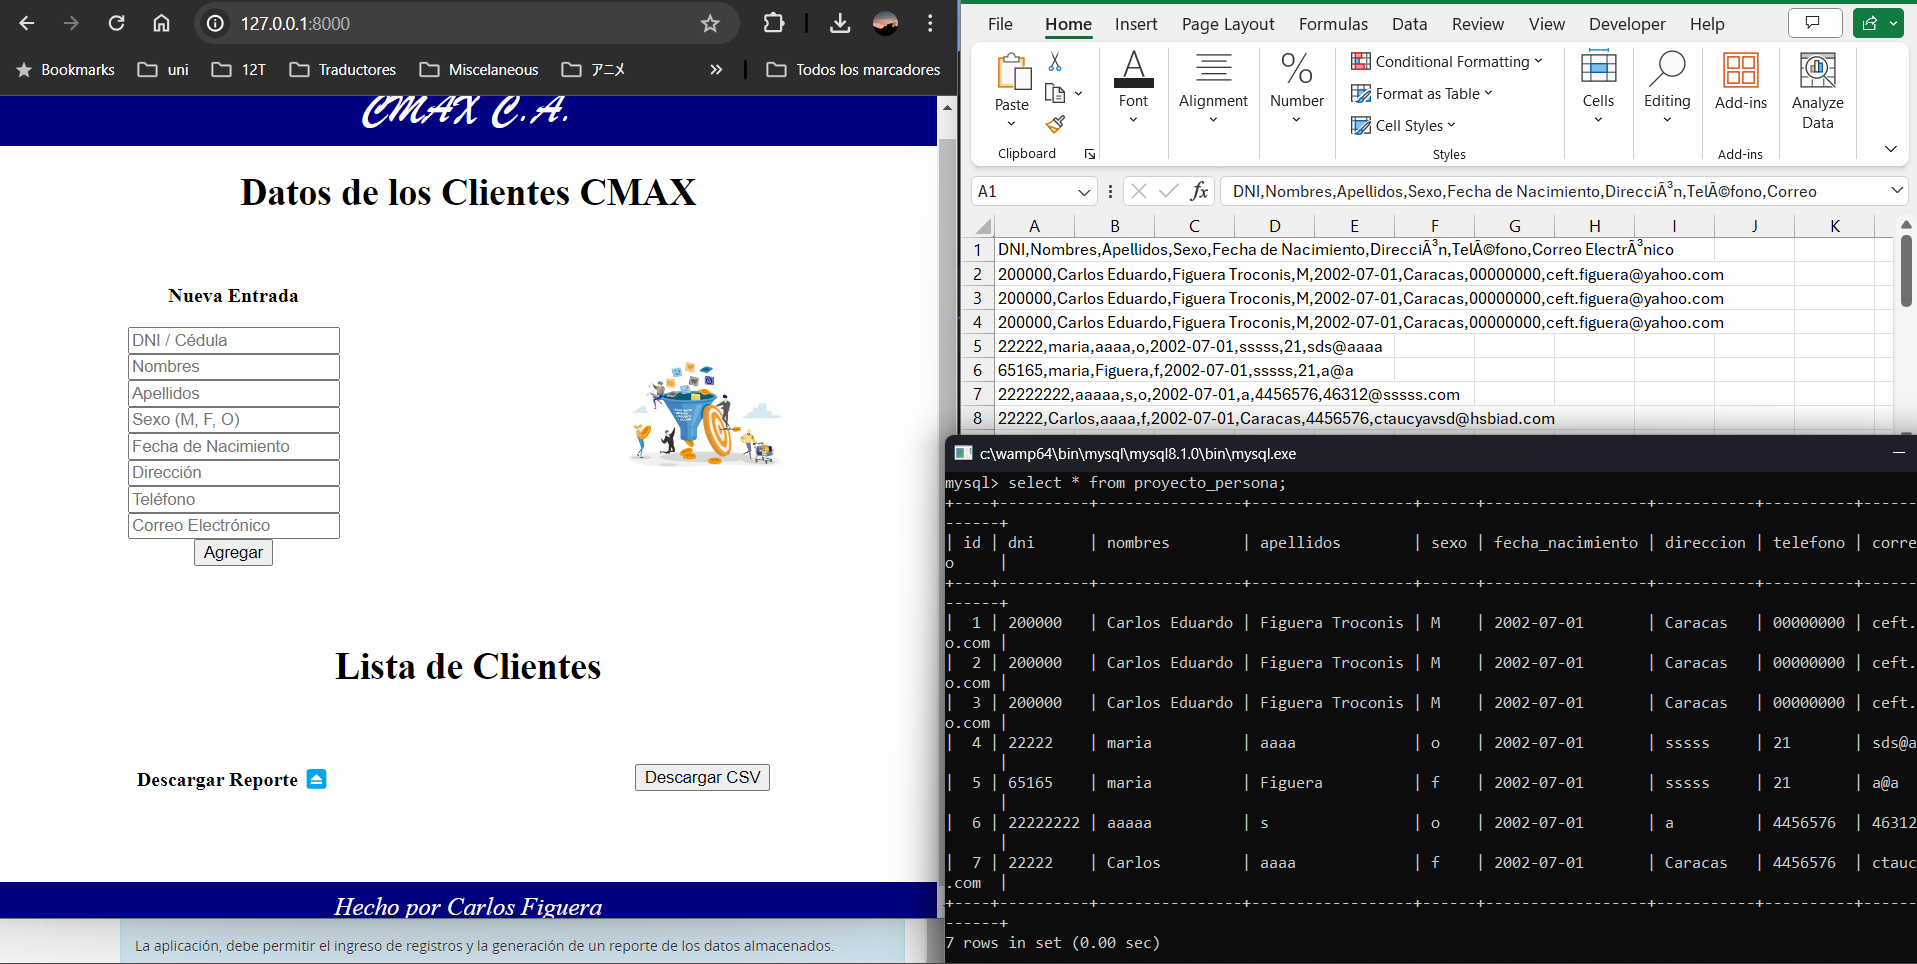 127.0.0.1:8000
Bookmarks
uni
12T
Traductores
Miscelaneous
アニメ
»
Todos los marcadores
CMAX C.A.
Datos de los Clientes CMAX
Nueva Entrada
DNI / Cédula
Nombres
Apellidos
Sexo (M, F, O)
Fecha de Nacimiento
Dirección
Teléfono
Correo Electrónico
Agregar
Lista de Clientes
Descargar Reporte ⏏
Descargar CSV
Hecho por Carlos Figuera
La aplicación, debe permitir el ingreso de registros y la generación de un reporte de los datos almacenados.
File Home Insert Page Layout Formulas Data Review View Developer Help
Paste
Clipboard
Font
Alignment
%
Number
Conditional Formatting
Format as Table
Cell Styles
Styles
Cells
Editing
Add-ins
Add-ins
Analyze
Data
A1
fx
DNI,Nombres,Apellidos,Sexo,Fecha de Nacimiento,DirecciÃ³n,TelÃ©fono,Correo
A B C D E F G H I J K
1 DNI,Nombres,Apellidos,Sexo,Fecha de Nacimiento,DirecciÃ³n,TelÃ©fono,Correo ElectrÃ³nico
2 200000,Carlos Eduardo,Figuera Troconis,M,2002-07-01,Caracas,00000000,ceft.figuera@yahoo.com
3 200000,Carlos Eduardo,Figuera Troconis,M,2002-07-01,Caracas,00000000,ceft.figuera@yahoo.com
4 200000,Carlos Eduardo,Figuera Troconis,M,2002-07-01,Caracas,00000000,ceft.figuera@yahoo.com
5 22222,maria,aaaa,o,2002-07-01,sssss,21,sds@aaaa
6 65165,maria,Figuera,f,2002-07-01,sssss,21,a@a
7 22222222,aaaaa,s,o,2002-07-01,a,4456576,46312@sssss.com
8 22222,Carlos,aaaa,f,2002-07-01,Caracas,4456576,ctaucyavsd@hsbiad.com
c:\wamp64\bin\mysql\mysql8.1.0\bin\mysql.exe
mysql> select * from proyecto_persona;
+----+----------+----------------+------------------+------+------------------+-----------+-----------+------
------+
| id | dni | nombres | apellidos | sexo | fecha_nacimiento | direccion | telefono | corre
o |
+----+----------+----------------+------------------+------+------------------+-----------+-----------+------
------+
| 1 | 200000 | Carlos Eduardo | Figuera Troconis | M | 2002-07-01 | Caracas | 00000000 | ceft.
o.com |
| 2 | 200000 | Carlos Eduardo | Figuera Troconis | M | 2002-07-01 | Caracas | 00000000 | ceft.
o.com |
| 3 | 200000 | Carlos Eduardo | Figuera Troconis | M | 2002-07-01 | Caracas | 00000000 | ceft.
o.com |
| 4 | 22222 | maria | aaaa | o | 2002-07-01 | sssss | 21 | sds@a
|
| 5 | 65165 | maria | Figuera | f | 2002-07-01 | sssss | 21 | a@a
|
| 6 | 22222222 | aaaaa | s | o | 2002-07-01 | a | 4456576 | 46312
|
| 7 | 22222 | Carlos | aaaa | f | 2002-07-01 | Caracas | 4456576 | ctauc
.com |
+----+----------+----------------+------------------+------+------------------+-----------+-----------+------
------+
7 rows in set (0.00 sec)